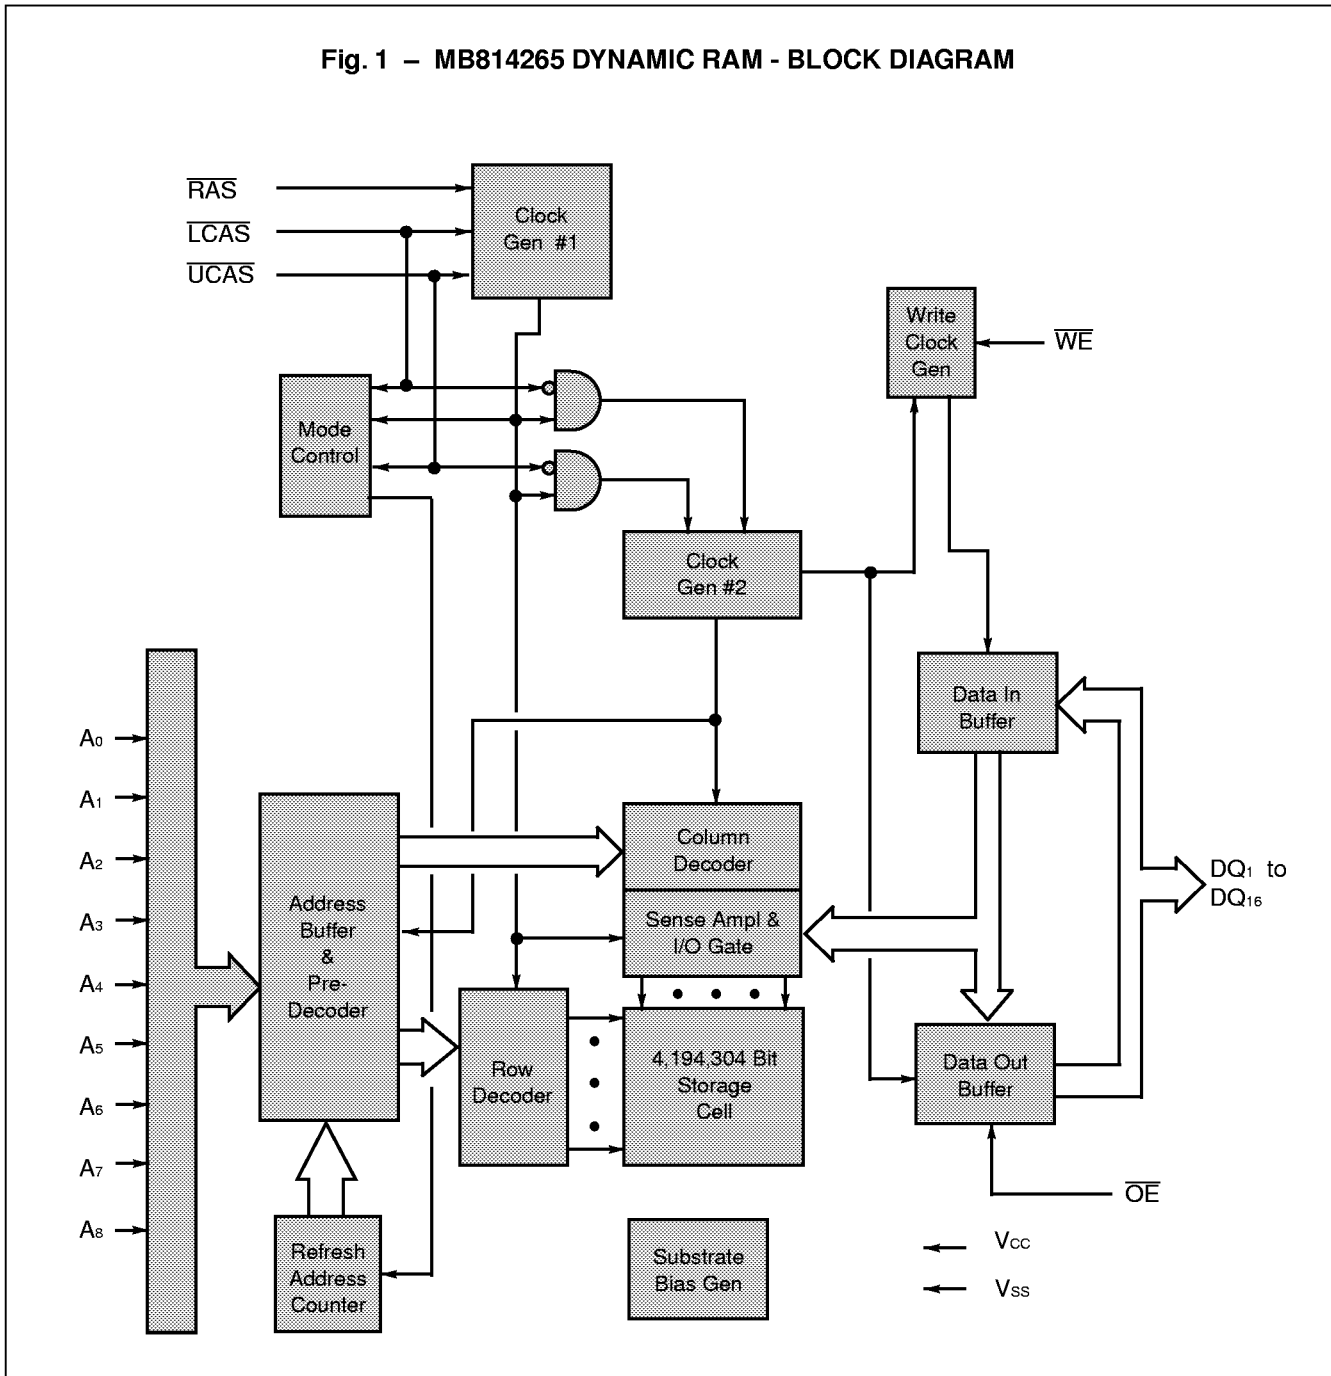 Fig. 1 – MB814265 DYNAMIC RAM - BLOCK DIAGRAM
RAS
LCAS
UCAS
Clock
Gen #1
Write
Clock
Gen
WE
Mode
Control
Clock
Gen #2
Data In
Buffer
A0
A1
A2
A3
A4
A5
A6
A7
A8
Address
Buffer
&
Pre-
Decoder
Column
Decoder
Sense Ampl &
I/O Gate
DQ1 to
DQ16
Row
Decoder
4,194,304 Bit
Storage
Cell
Data Out
Buffer
OE
Refresh
Address
Counter
Substrate
Bias Gen
VCC
VSS